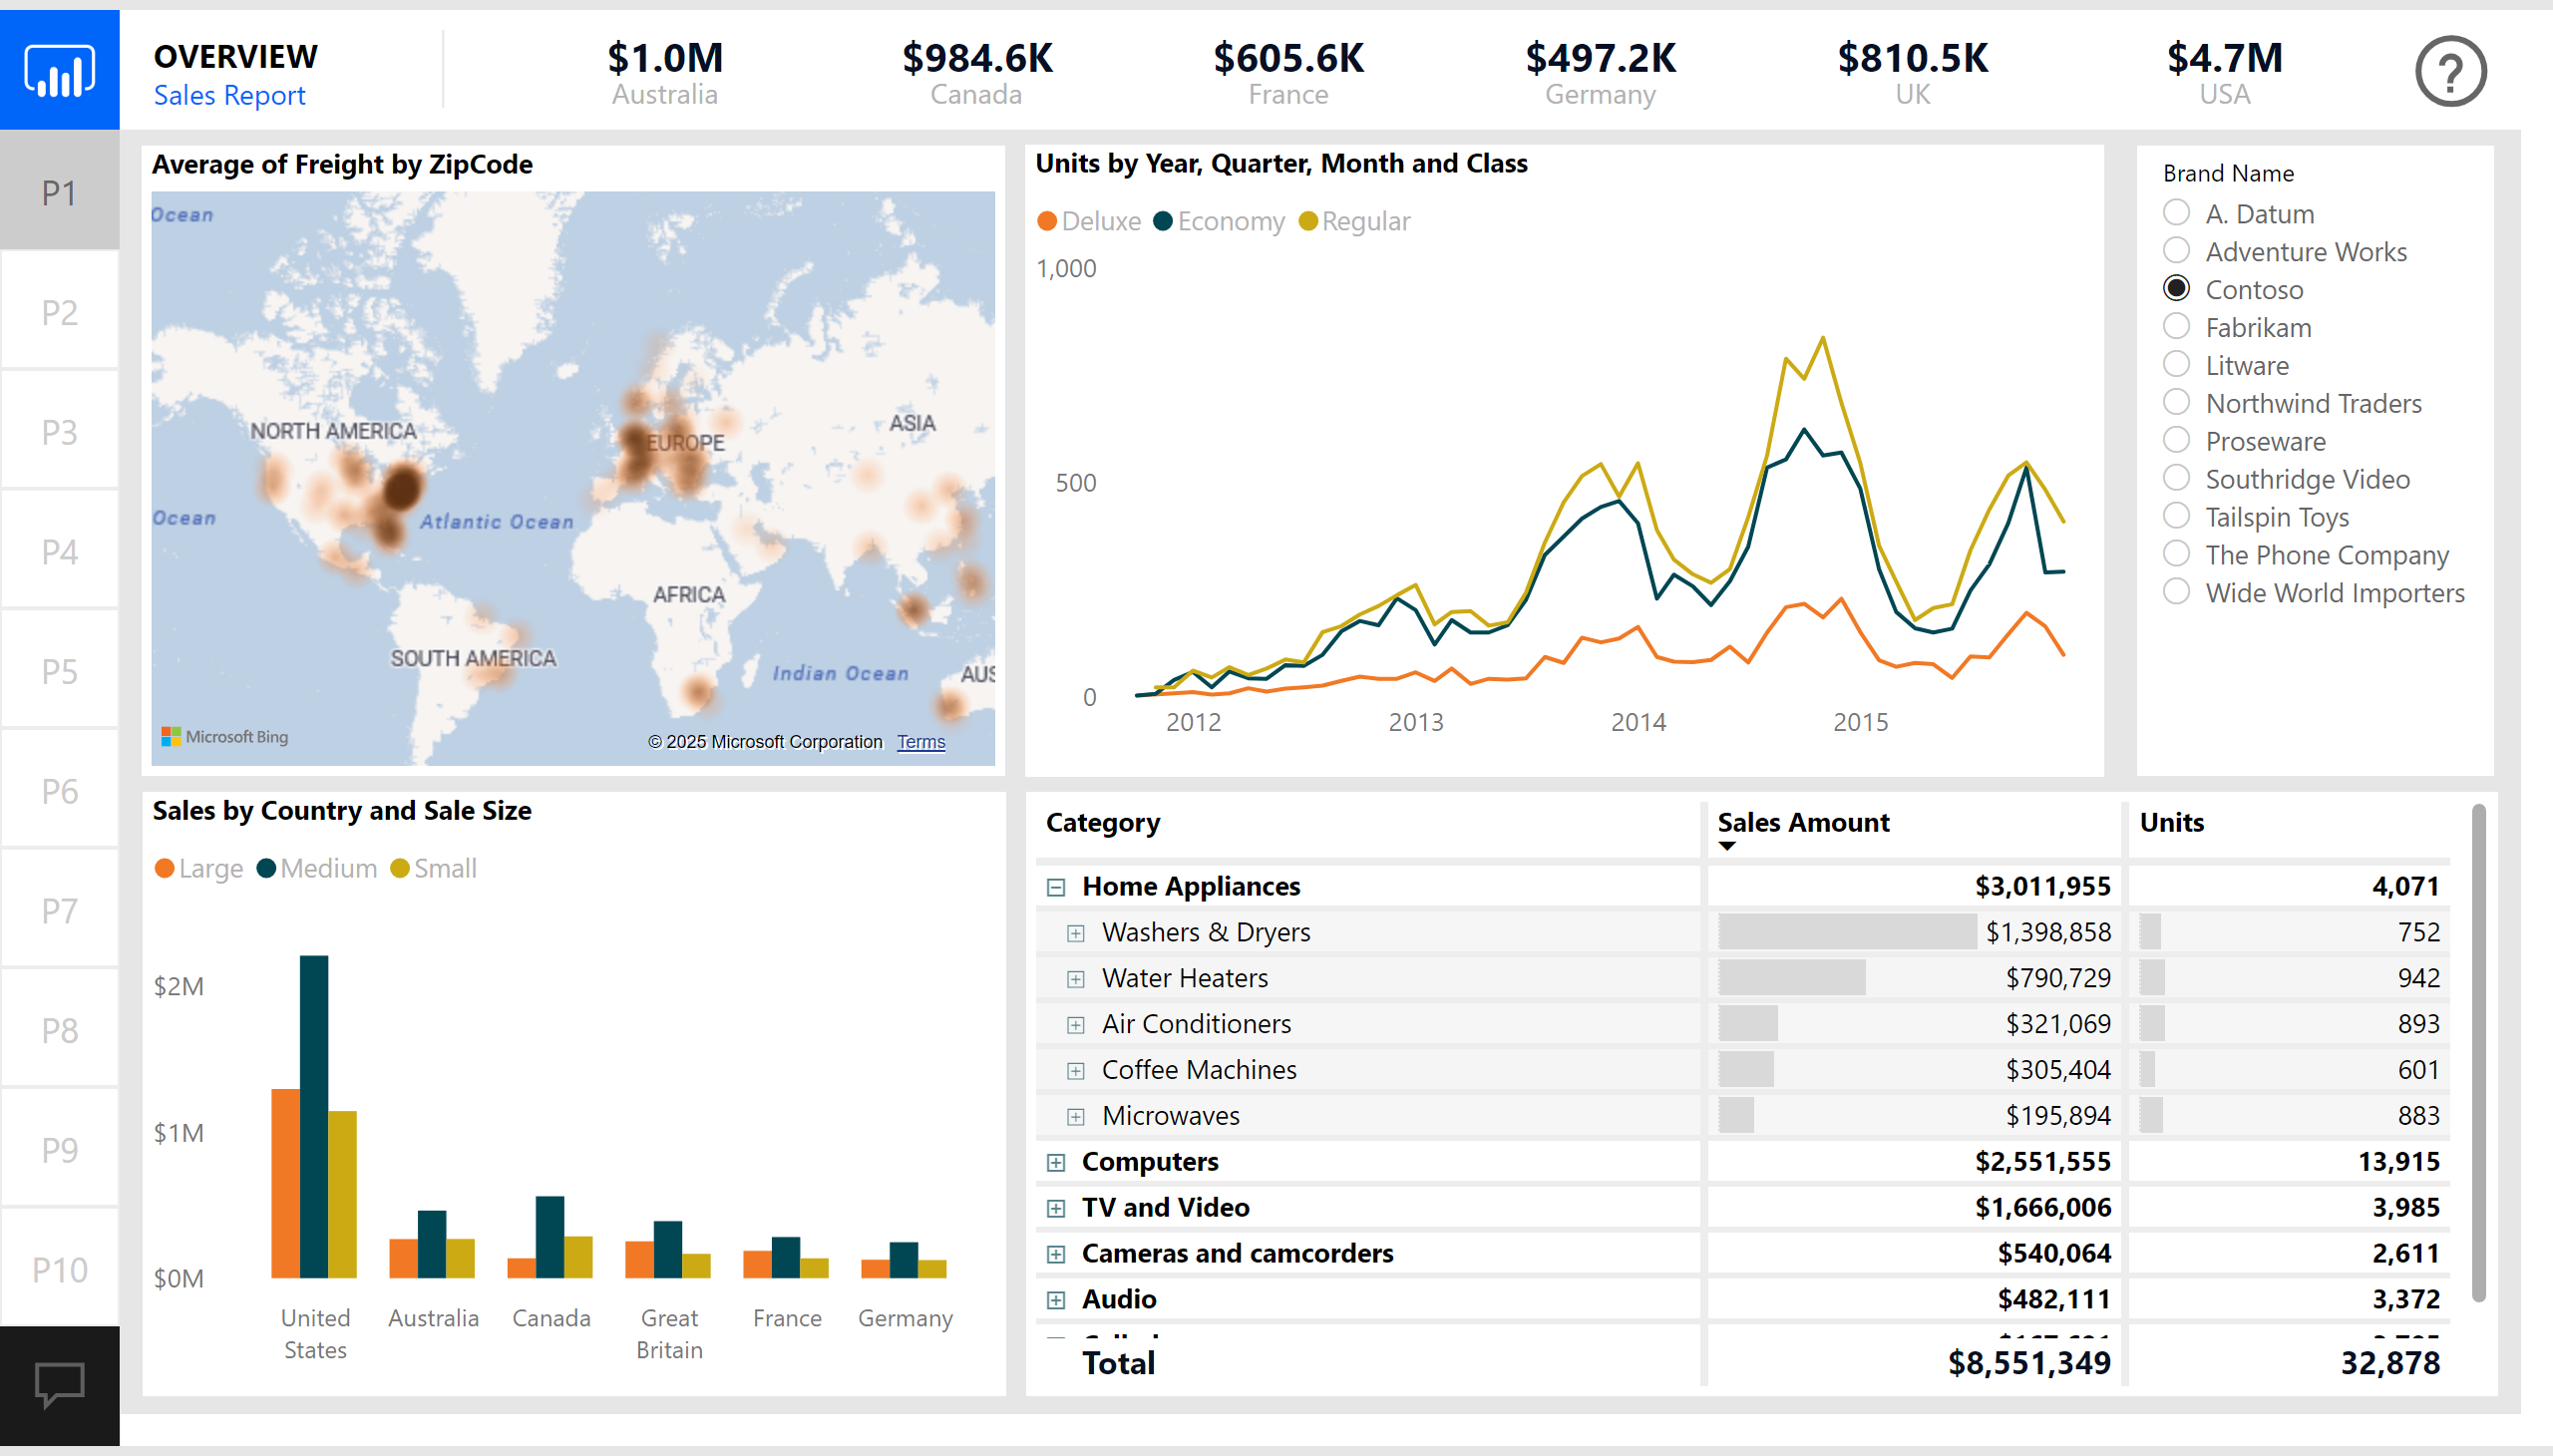 OVERVIEW
Sales Report
$1.0M
Australia
$984.6K
Canada
$605.6K
France
$497.2K
Germany
$810.5K
UK
$4.7M
USA
?
P1
P2
P3
P4
P5
P6
P7
P8
P9
P10
Average of Freight by ZipCode
Ocean
NORTH AMERICA
EUROPE
ASIA
Ocean
Atlantic Ocean
AFRICA
SOUTH AMERICA
Indian Ocean
AUS
Microsoft Bing
© 2025 Microsoft Corporation Terms
Units by Year, Quarter, Month and Class
Deluxe Economy Regular
1,000
500
0
2012 2013 2014 2015
Brand Name
A. Datum
Adventure Works
Contoso
Fabrikam
Litware
Northwind Traders
Proseware
Southridge Video
Tailspin Toys
The Phone Company
Wide World Importers
Sales by Country and Sale Size
Large Medium Small
$2M
$1M
$0M
United States
Australia
Canada
Great Britain
France
Germany
Category Sales Amount Units
Home Appliances $3,011,955 4,071
Washers & Dryers $1,398,858 752
Water Heaters $790,729 942
Air Conditioners $321,069 893
Coffee Machines $305,404 601
Microwaves $195,894 883
Computers $2,551,555 13,915
TV and Video $1,666,006 3,985
Cameras and camcorders $540,064 2,611
Audio $482,111 3,372
Total $8,551,349 32,878